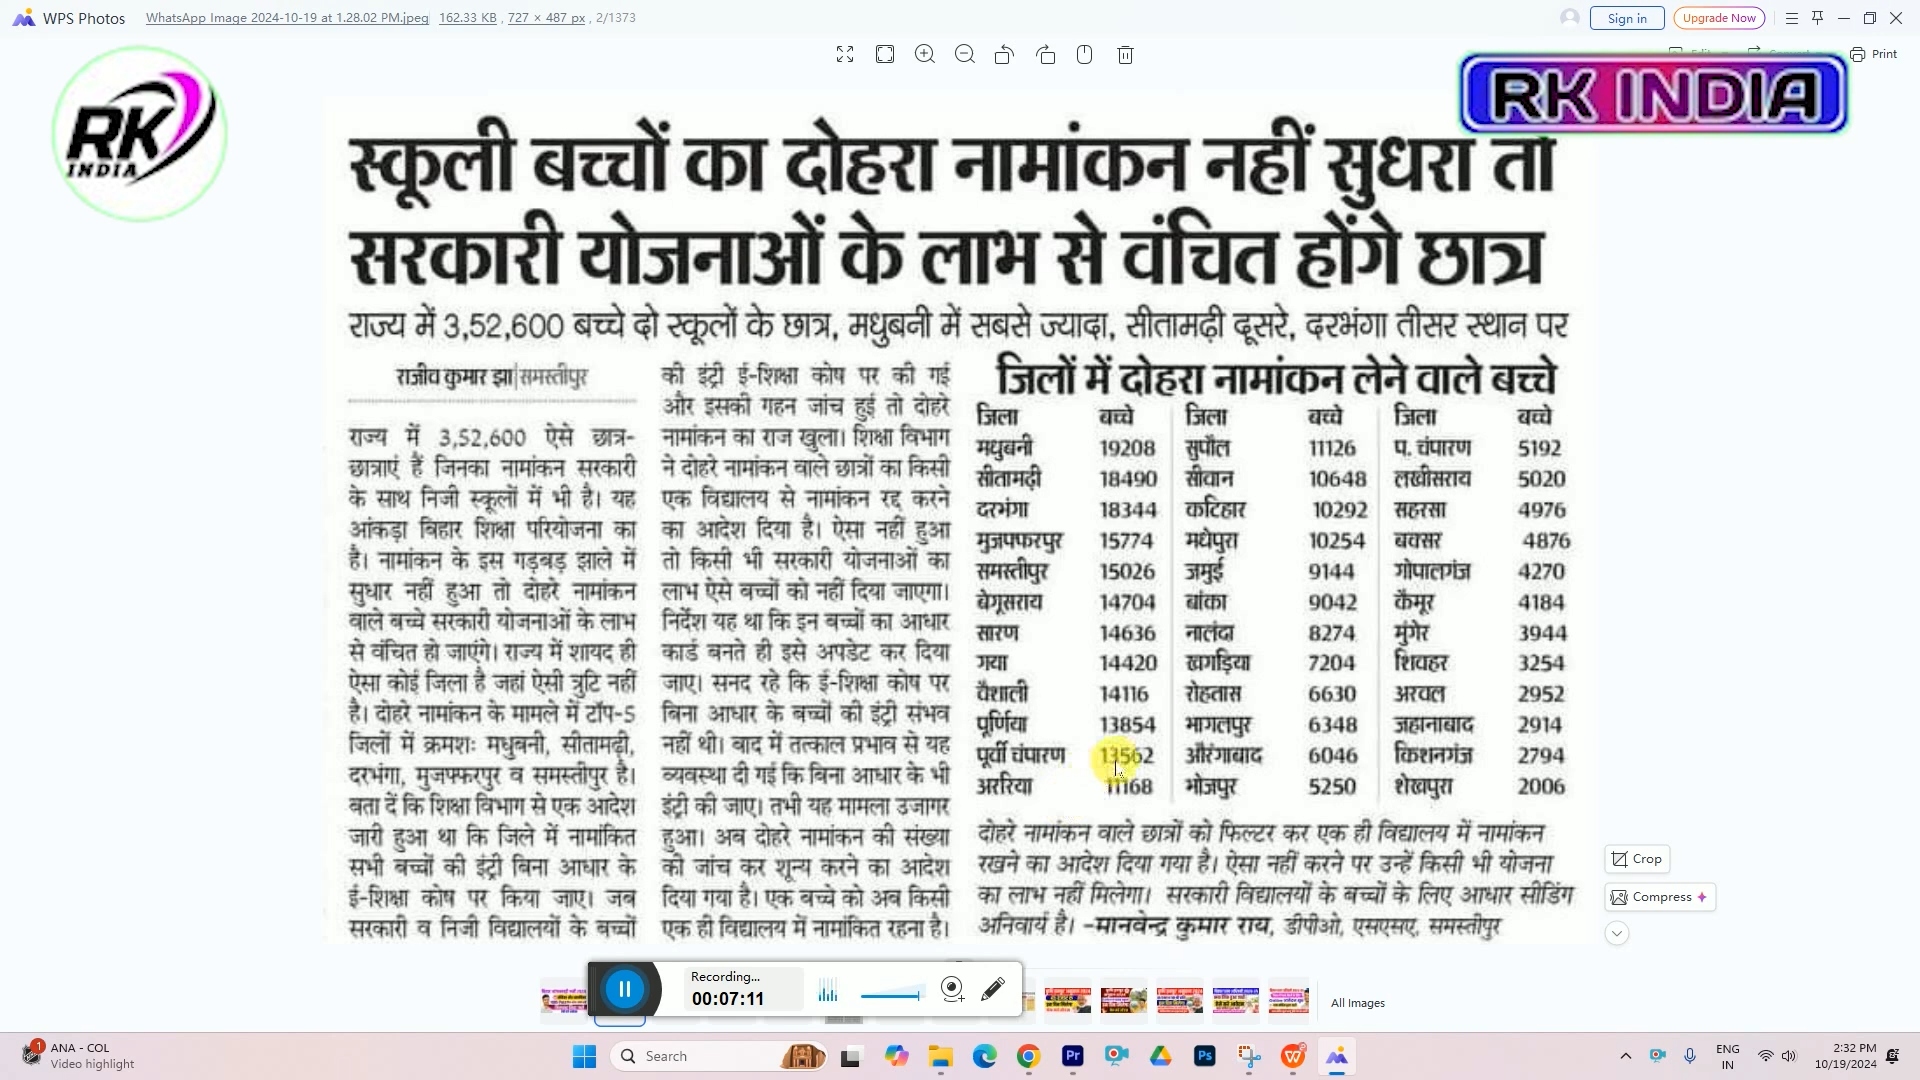 WPS Photos
WhatsApp Image 2024-10-19 at 1.28.02 PM.jpeg, 162.33 KB, 727 × 487 px, 2/1373
Sign in
Upgrade Now
Print
RK
INDIA
RK INDIA
स्कूली बच्चों का दोहरा नामांकन नहीं सुधरा तो
सरकारी योजनाओं के लाभ से वंचित होंगे छात्र
राज्य में 3,52,600 बच्चे दो स्कूलों के छात्र, मधुबनी में सबसे ज्यादा, सीतामढ़ी दूसरे, दरभंगा तीसर स्थान पर
राजीव कुमार झा|समस्तीपुर
राज्य में 3,52,600 ऐसे छात्र-
छात्राएं हैं जिनका नामांकन सरकारी
के साथ निजी स्कूलों में भी है। यह
आंकड़ा बिहार शिक्षा परियोजना का
है। नामांकन के इस गड़बड़ झाले में
सुधार नहीं हुआ तो दोहरे नामांकन
वाले बच्चे सरकारी योजनाओं के लाभ
से वंचित हो जाएंगे। राज्य में शायद ही
ऐसा कोई जिला है जहां ऐसी त्रुटि नहीं
है। दोहरे नामांकन के मामले में टॉप-5
जिलों में क्रमशः मधुबनी, सीतामढ़ी,
दरभंगा, मुजफ्फरपुर व समस्तीपुर है।
बता दें कि शिक्षा विभाग से एक आदेश
जारी हुआ था कि जिले में नामांकित
सभी बच्चों की इंट्री बिना आधार के
ई-शिक्षा कोष पर किया जाए। जब
सरकारी व निजी विद्यालयों के बच्चों
की इंट्री ई-शिक्षा कोष पर की गई
और इसकी गहन जांच हुई तो दोहरे
नामांकन का राज खुला। शिक्षा विभाग
ने दोहरे नामांकन वाले छात्रों का किसी
एक विद्यालय से नामांकन रद्द करने
का आदेश दिया है। ऐसा नहीं हुआ
तो किसी भी सरकारी योजनाओं का
लाभ ऐसे बच्चों को नहीं दिया जाएगा।
निर्देश यह था कि इन बच्चों का आधार
कार्ड बनते ही इसे अपडेट कर दिया
जाए। सनद रहे कि ई-शिक्षा कोष पर
बिना आधार के बच्चों की इंट्री संभव
नहीं थी। बाद में तत्काल प्रभाव से यह
व्यवस्था दी गई कि बिना आधार के भी
इंट्री की जाए। तभी यह मामला उजागर
हुआ। अब दोहरे नामांकन की संख्या
को जांच कर शून्य करने का आदेश
दिया गया है। एक बच्चे को अब किसी
एक ही विद्यालय में नामांकित रहना है।
जिलों में दोहरा नामांकन लेने वाले बच्चे
जिला बच्चे जिला बच्चे जिला बच्चे
मधुबनी 19208 सुपौल 11126 प. चंपारण 5192
सीतामढ़ी 18490 सीवान 10648 लखीसराय 5020
दरभंगा 18344 कटिहार 10292 सहरसा 4976
मुजफ्फरपुर 15774 मधेपुरा 10254 बक्सर 4876
समस्तीपुर 15026 जमुई 9144 गोपालगंज 4270
बेगूसराय 14704 बांका 9042 कैमूर 4184
सारण 14636 नालंदा 8274 मुंगेर 3944
गया 14420 खगड़िया 7204 शिवहर 3254
वैशाली 14116 रोहतास 6630 अरवल 2952
पूर्णिया 13854 भागलपुर 6348 जहानाबाद 2914
पूर्वी चंपारण 13562 औरंगाबाद 6046 किशनगंज 2794
अररिया 11168 भोजपुर 5250 शेखपुरा 2006
दोहरे नामांकन वाले छात्रों को फिल्टर कर एक ही विद्यालय में नामांकन
रखने का आदेश दिया गया है। ऐसा नहीं करने पर उन्हें किसी भी योजना
का लाभ नहीं मिलेगा। सरकारी विद्यालयों के बच्चों के लिए आधार सीडिंग
अनिवार्य है। -मानवेन्द्र कुमार राय, डीपीओ, एसएसए, समस्तीपुर
Crop
Compress
Recording...
00:07:11
All Images
1
ANA - COL
Video highlight
Search
Pr
Ps
ENG
IN
2:32 PM
10/19/2024